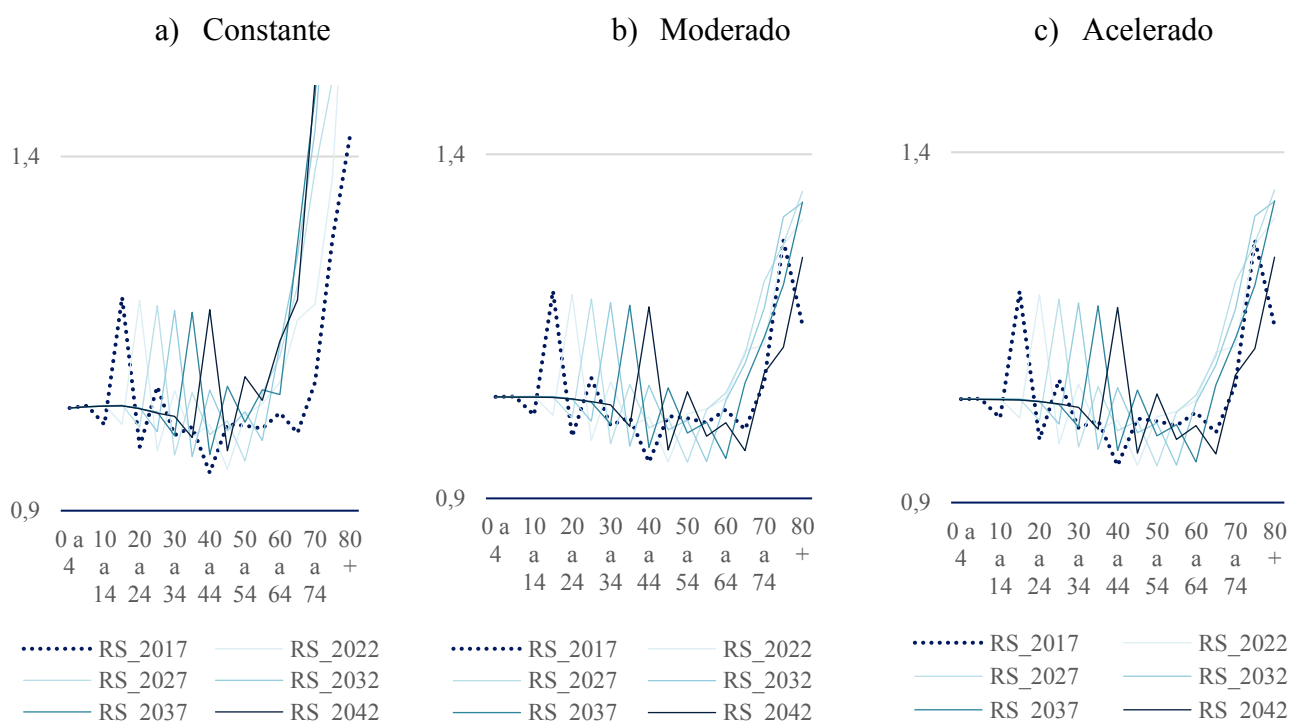 a) Constante
1,4
0,9
0 a 10 20 30 40 50 60 70 80
4 a a a a a a a +
14 24 34 44 54 64 74
RS_2017 RS_2022
RS_2027 RS_2032
RS_2037 RS_2042
b) Moderado
1,4
0,9
0 a 10 20 30 40 50 60 70 80
4 a a a a a a a +
14 24 34 44 54 64 74
RS_2017 RS_2022
RS_2027 RS_2032
RS_2037 RS_2042
c) Acelerado
1,4
0,9
0 a 10 20 30 40 50 60 70 80
4 a a a a a a a +
14 24 34 44 54 64 74
RS_2017 RS_2022
RS_2027 RS_2032
RS_2037 RS_2042